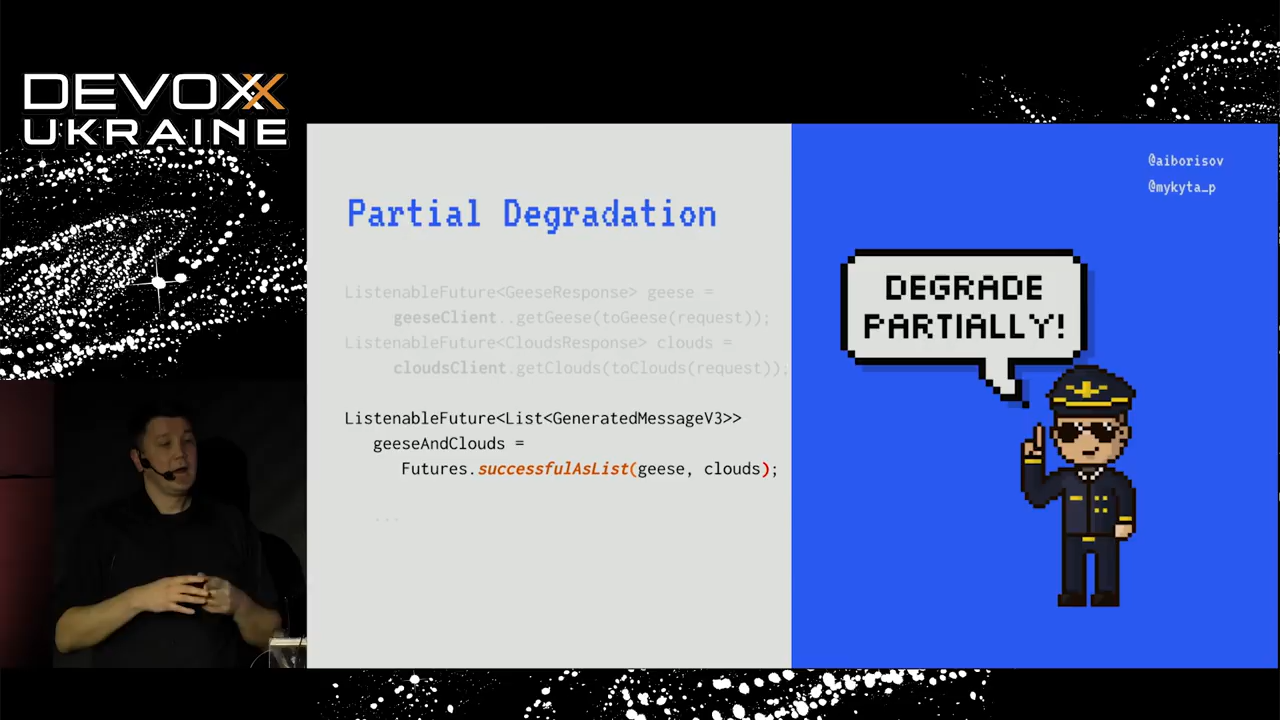 DEVOXX
UKRAINE
@aiborisov
@mykyta_p
Partial Degradation
ListenableFuture<GeeseResponse> geese =
geeseClient..getGeese(toGeese(request));
ListenableFuture<CloudsResponse> clouds =
cloudsClient.getClouds(toClouds(request));
ListenableFuture<List<GeneratedMessageV3>>
geeseAndClouds =
Futures.successfulAsList(geese, clouds);
...
DEGRADE
PARTIALLY!